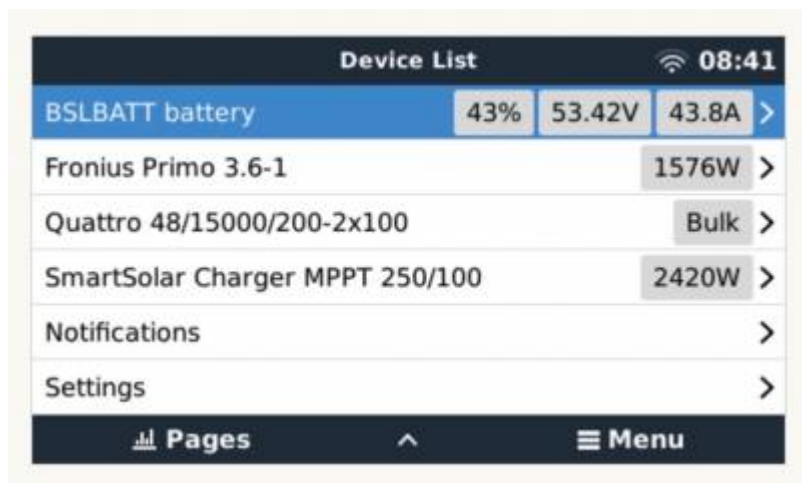 Device List 08:41
BSLBATT battery 43% 53.42V 43.8A
Fronius Primo 3.6-1 1576W
Quattro 48/15000/200-2x100 Bulk
SmartSolar Charger MPPT 250/100 2420W
Notifications
Settings
Pages Menu